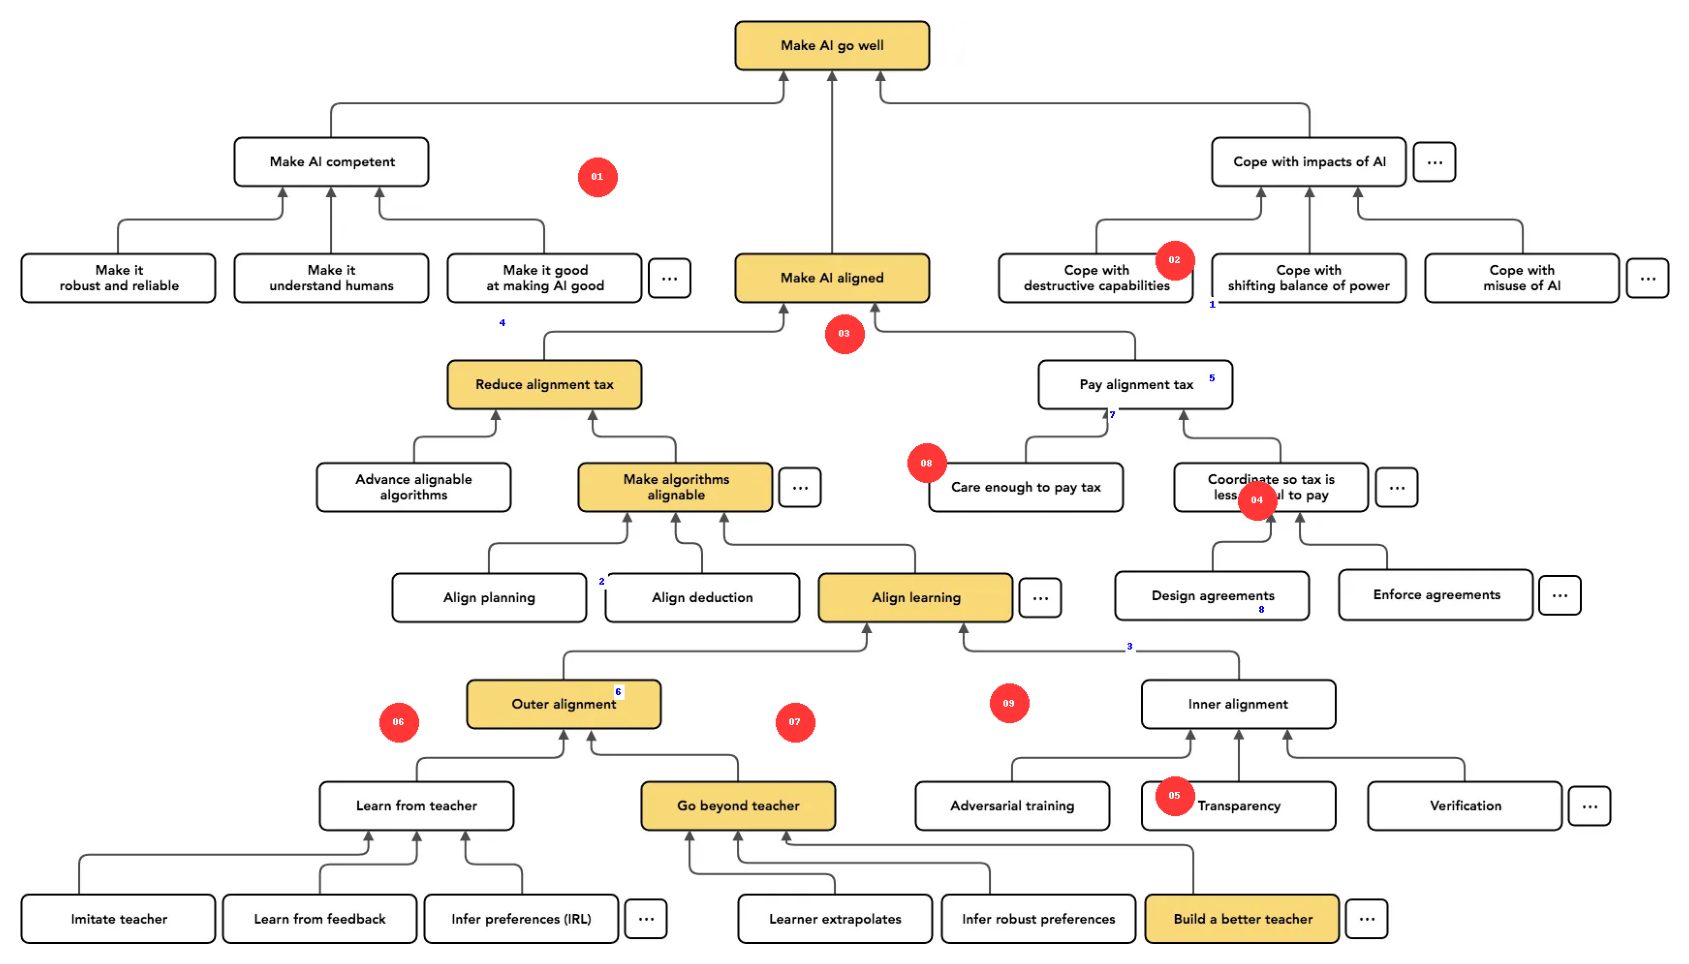 Make AI go well
Make AI competent
01
Cope with impacts of AI
...
Make it
robust and reliable
Make it
understand humans
Make it good
at making AI good
...
Make AI aligned
Cope with
destructive capabilities
02
Cope with
shifting balance of power
1
Cope with
misuse of AI
...
4
03
Reduce alignment tax
Pay alignment tax
5
7
Advance alignable
algorithms
Make algorithms
alignable
...
08
Care enough to pay tax
Coordinate so tax is
less to pay
04
...
Align planning
2
Align deduction
Align learning
...
Design agreements
8
Enforce agreements
...
3
Outer alignment
6
Inner alignment
06
07
09
Learn from teacher
Go beyond teacher
Adversarial training
05
Transparency
Verification
...
Imitate teacher
Learn from feedback
Infer preferences (IRL)
...
Learner extrapolates
Infer robust preferences
Build a better teacher
...